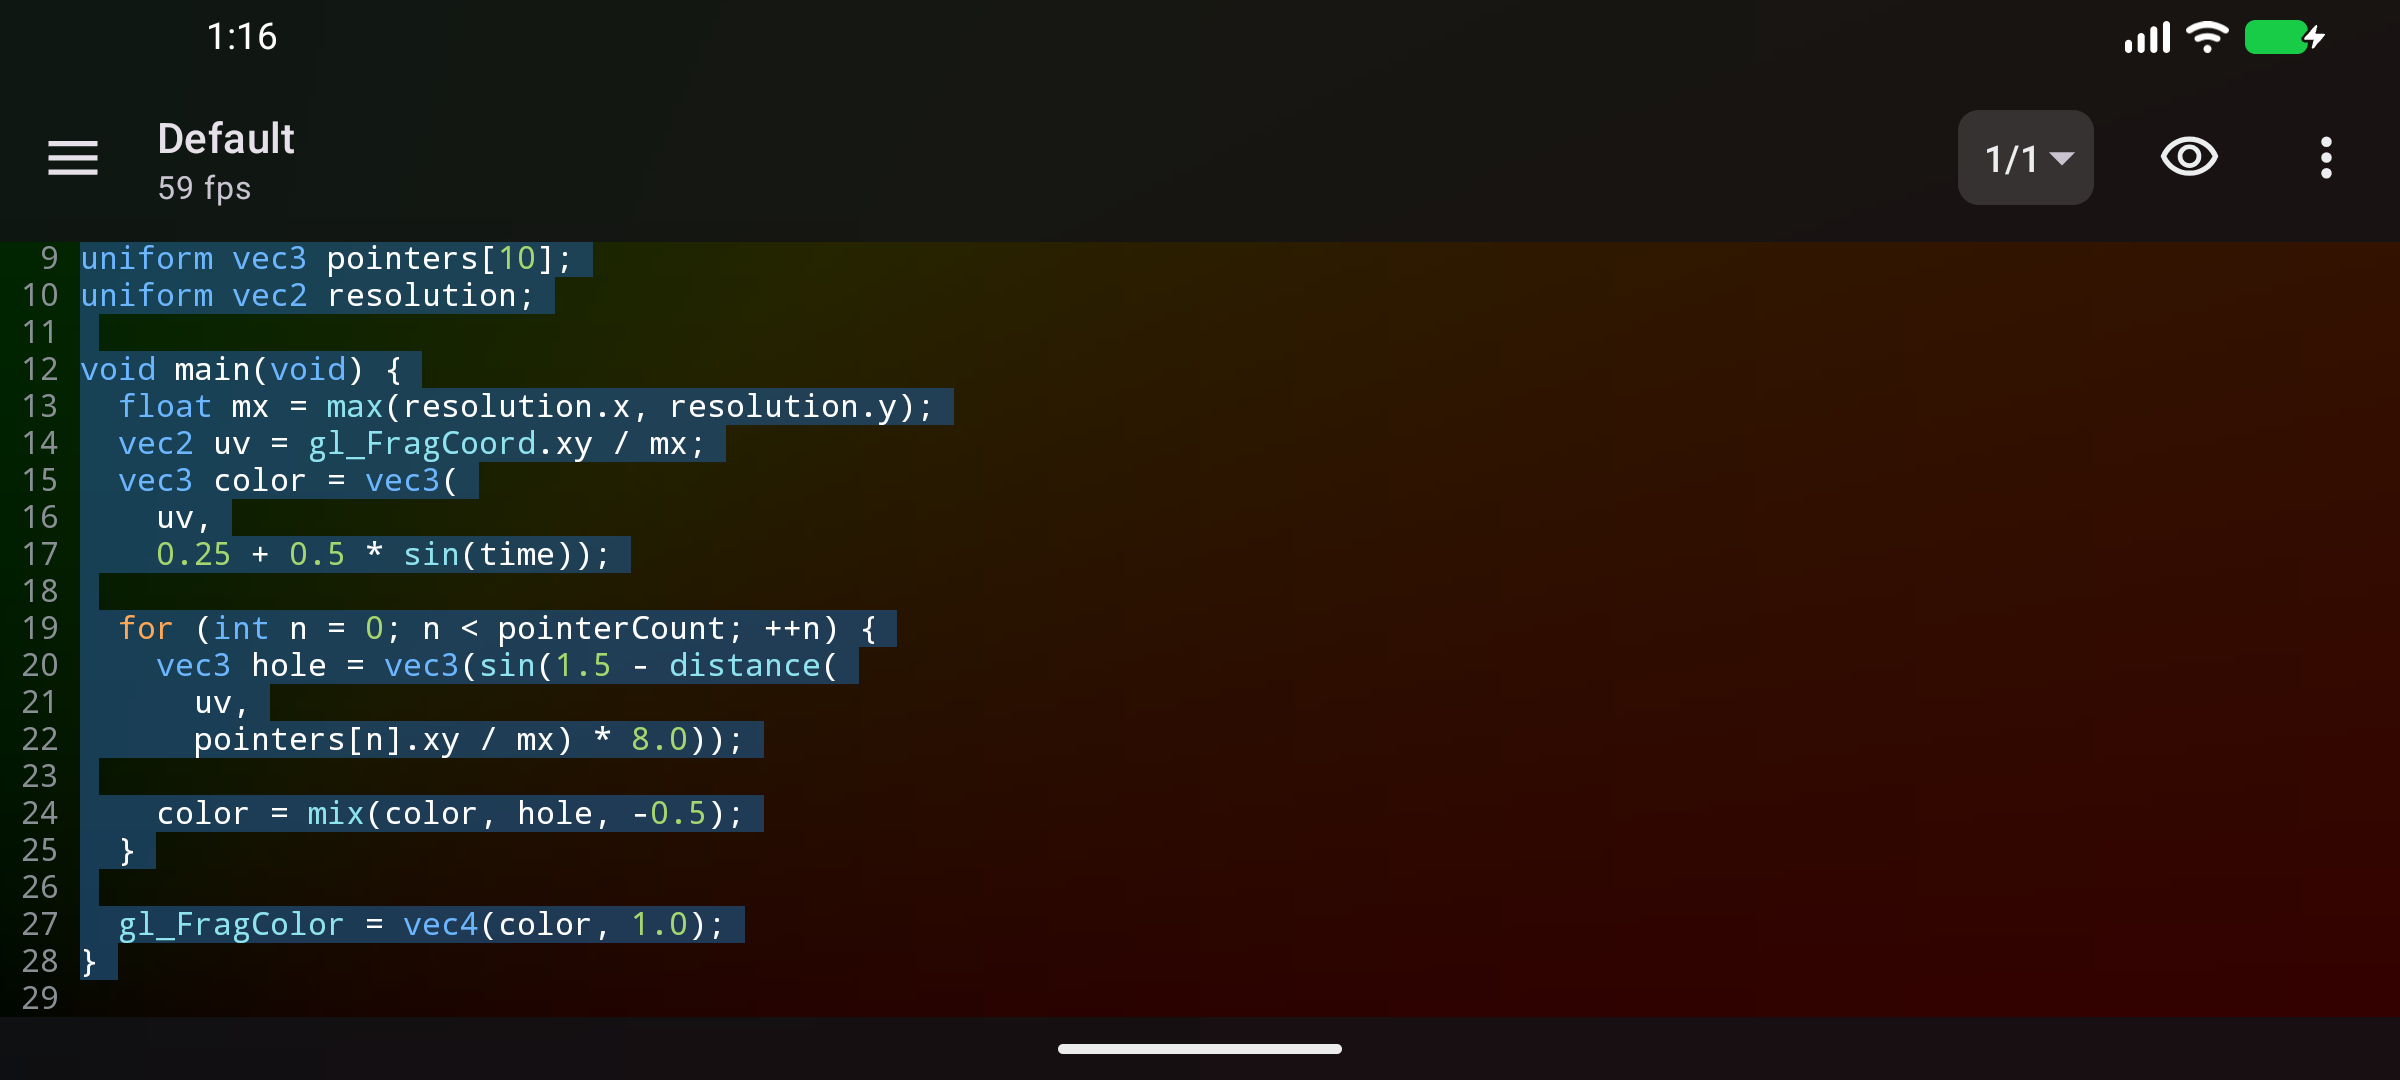 1:16
Default
59 fps
1/1
9 uniform vec3 pointers[10];
10 uniform vec2 resolution;
11
12 void main(void) {
13   float mx = max(resolution.x, resolution.y);
14   vec2 uv = gl_FragCoord.xy / mx;
15   vec3 color = vec3(
16     uv,
17     0.25 + 0.5 * sin(time));
18
19   for (int n = 0; n < pointerCount; ++n) {
20     vec3 hole = vec3(sin(1.5 - distance(
21       uv,
22       pointers[n].xy / mx) * 8.0));
23
24     color = mix(color, hole, -0.5);
25   }
26
27   gl_FragColor = vec4(color, 1.0);
28 }
29